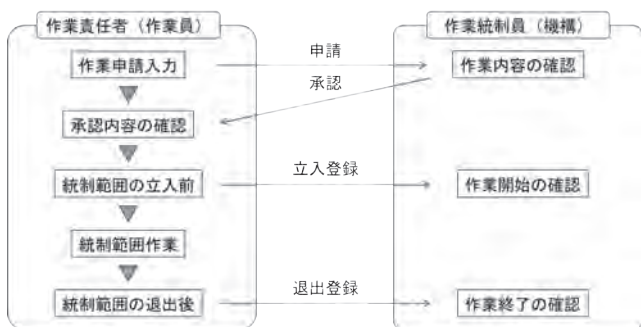 作業責任者（作業員）
作業統制員（機構）
作業申請入力
申請
作業内容の確認
承認
承認内容の確認
統制範囲の立入前
立入登録
作業開始の確認
統制範囲作業
統制範囲の退出後
退出登録
作業終了の確認